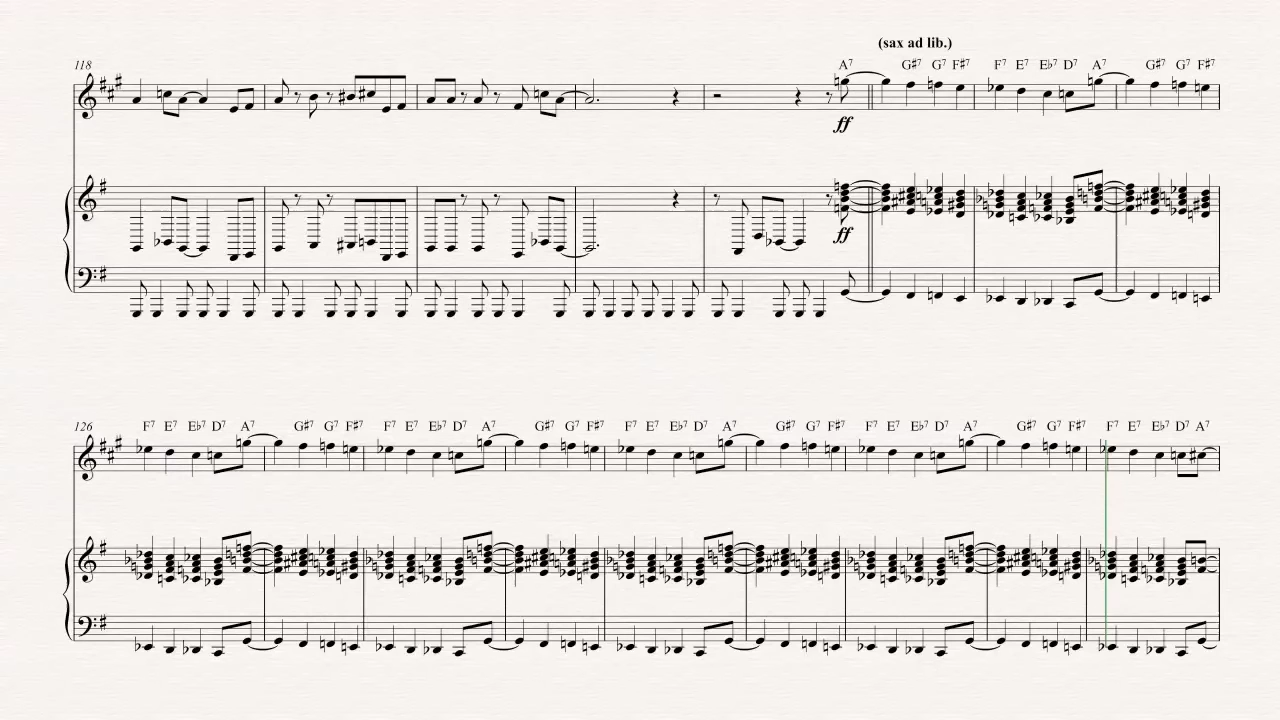 (sax ad lib.)
118 A7 G♯7 G7 F♯7 F7 E7 E♭7 D7 A7 G♯7 G7 F♯7
ff
ff
126 F7 E7 E♭7 D7 A7 G♯7 G7 F♯7 F7 E7 E♭7 D7 A7 G♯7 G7 F♯7 F7 E7 E♭7 D7 A7 G♯7 G7 F♯7 F7 E7 E♭7 D7 A7 G♯7 G7 F♯7 F7 E7 E♭7 D7 A7